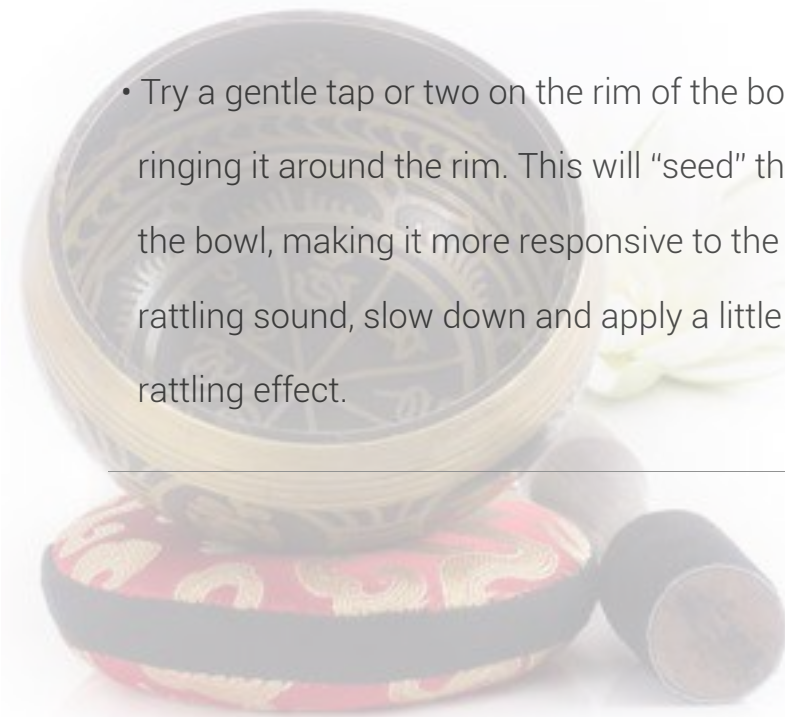 • Try a gentle tap or two on the rim of the bo
ringing it around the rim. This will “seed” th
the bowl, making it more responsive to the
rattling sound, slow down and apply a little
rattling effect.